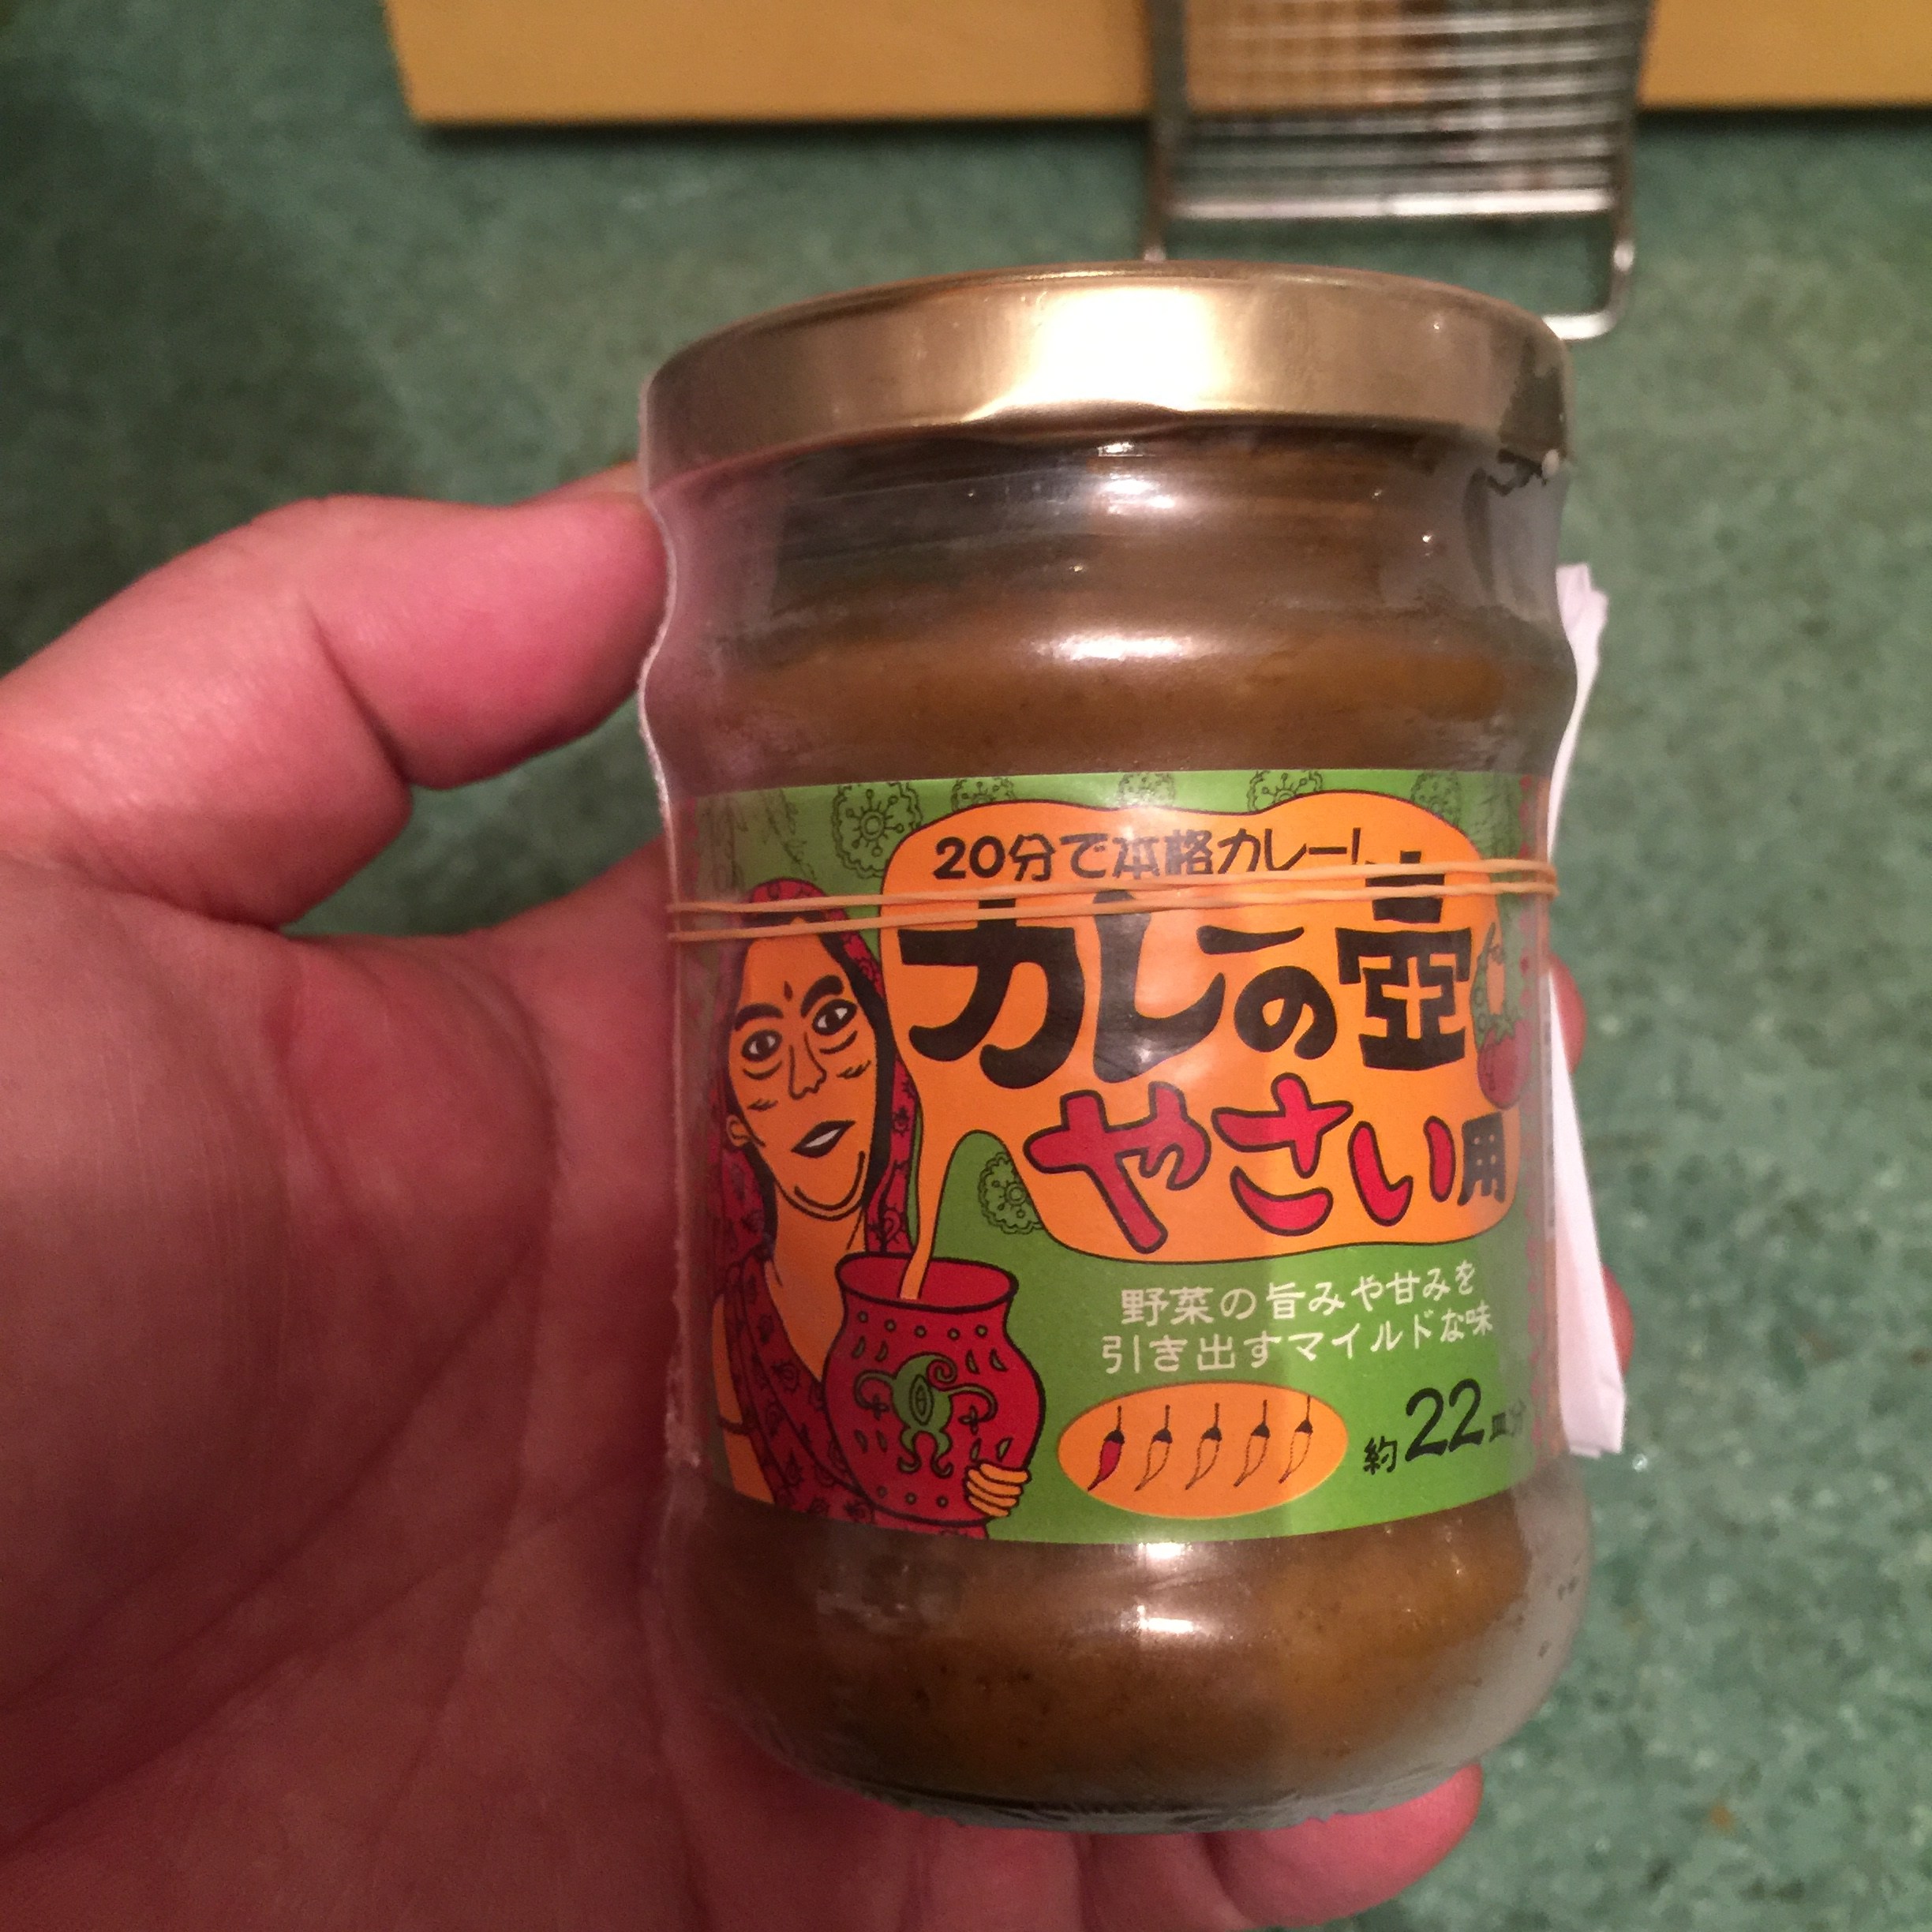 20分で本格カレー!
カレーの壺
やさい用
野菜の旨みや甘みを
引き出すマイルドな味
約22皿分